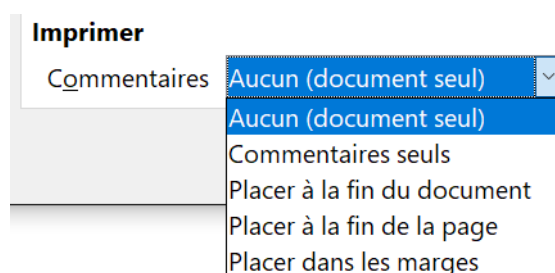 Imprimer
Commentaires Aucun (document seul)
Aucun (document seul)
Commentaires seuls
Placer à la fin du document
Placer à la fin de la page
Placer dans les marges